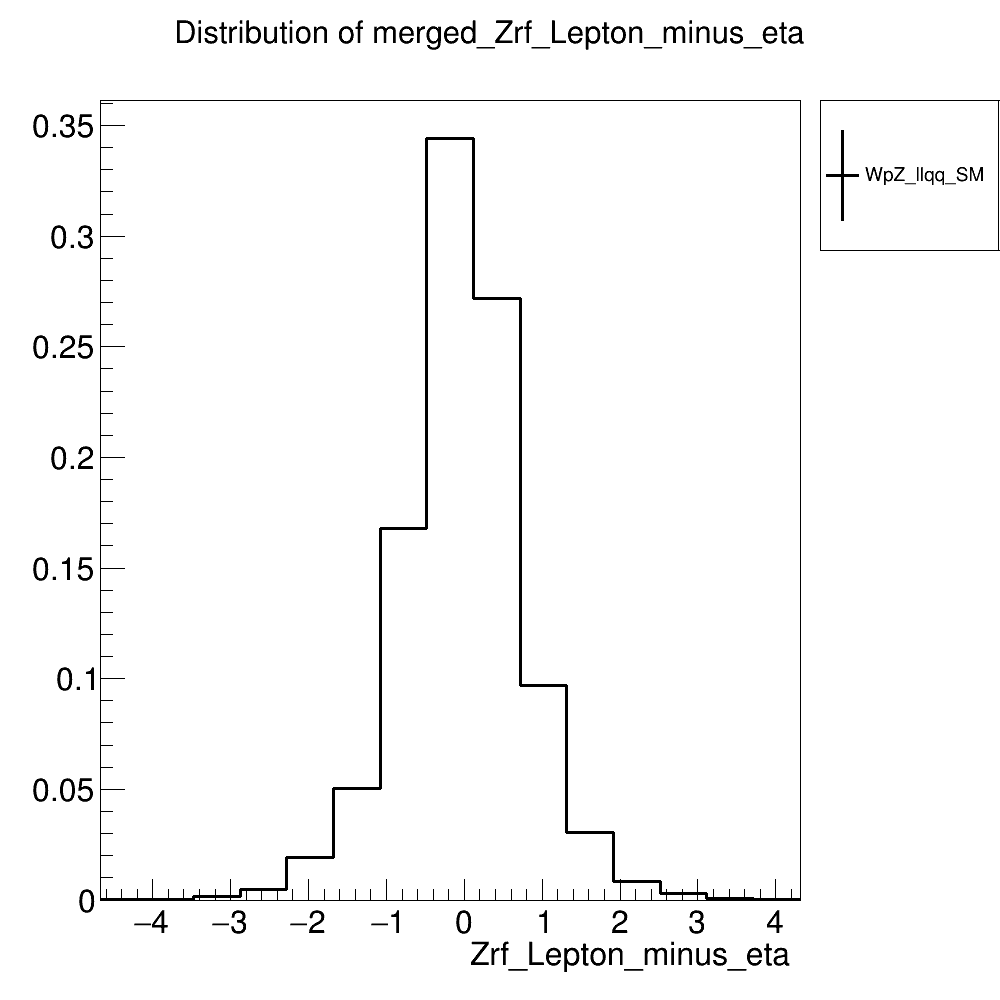 Distribution of merged_Zrf_Lepton_minus_eta
WpZ_llqq_SM
0.35
0.3
0.25
0.2
0.15
0.1
0.05
0
−4 −3 −2 −1 0 1 2 3 4
Zrf_Lepton_minus_eta